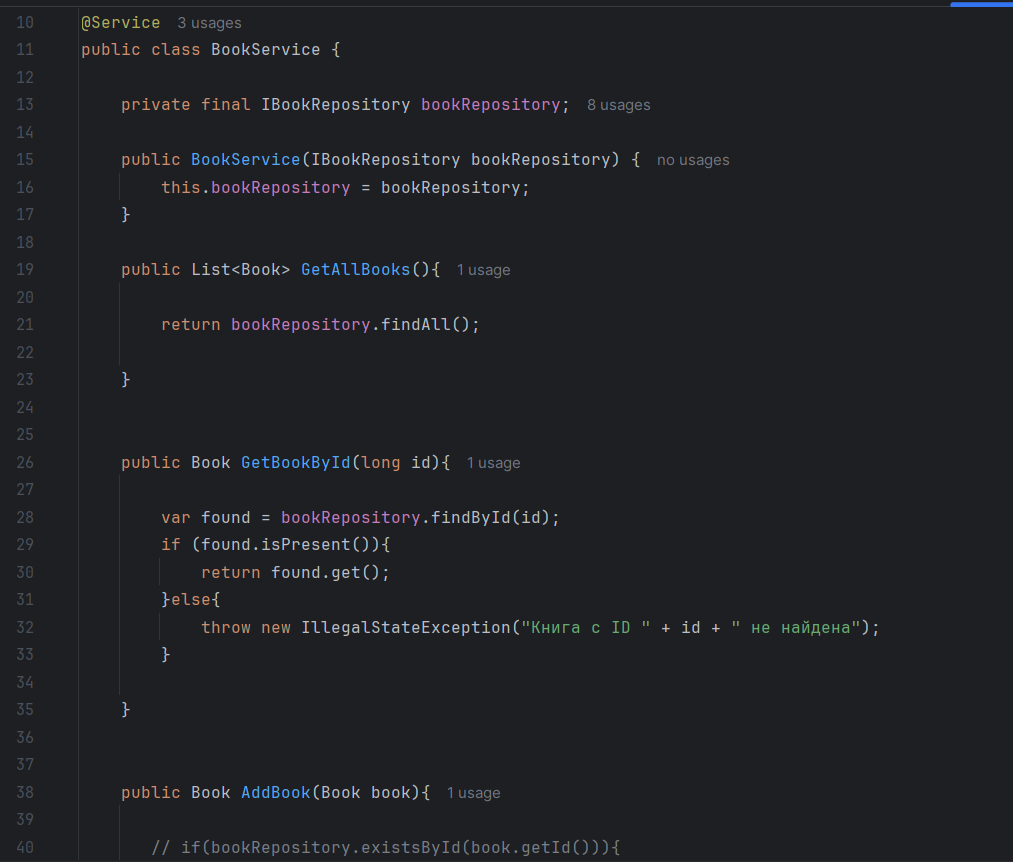 10 @Service 3 usages
11 public class BookService {
12
13 private final IBookRepository bookRepository; 8 usages
14
15 public BookService(IBookRepository bookRepository) { no usages
16 this.bookRepository = bookRepository;
17 }
18
19 public List<Book> GetAllBooks(){ 1 usage
20
21 return bookRepository.findAll();
22
23 }
24
25
26 public Book GetBookById(long id){ 1 usage
27
28 var found = bookRepository.findById(id);
29 if (found.isPresent()){
30 return found.get();
31 }else{
32 throw new IllegalStateException("Книга с ID " + id + " не найдена");
33 }
34
35 }
36
37
38 public Book AddBook(Book book){ 1 usage
39
40 // if(bookRepository.existsById(book.getId())){